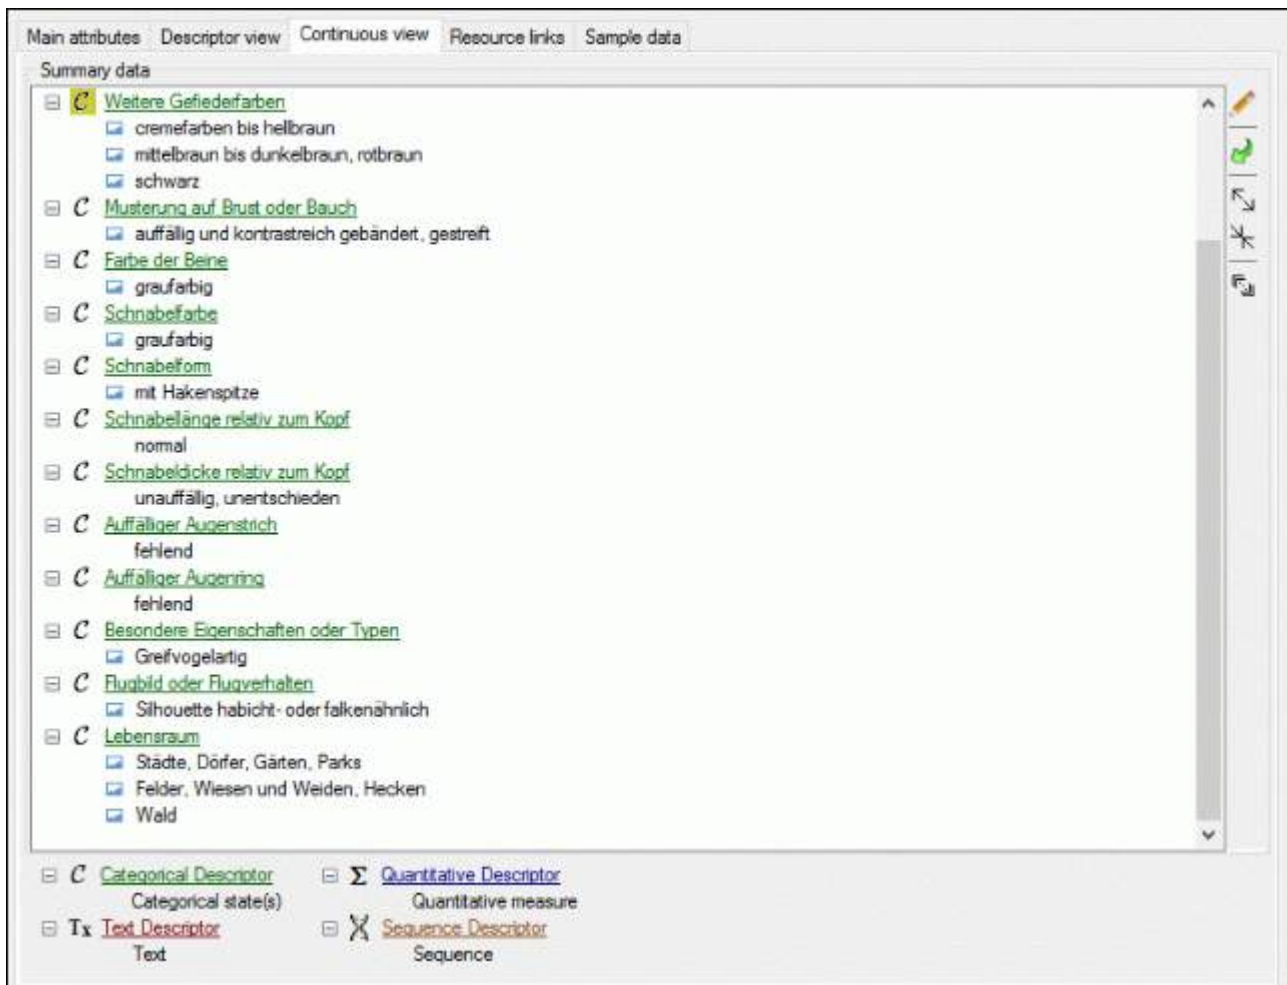 Main attributes Descriptor view Continuous view Resource links Sample data
Summary data
C Weitere Gefiederfarben
cremefarben bis hellbraun
mittelbraun bis dunkelbraun, rotbraun
schwarz
C Musterung auf Brust oder Bauch
auffällig und kontrastreich gebändert, gestreift
C Farbe der Beine
graufarbig
C Schnabelfarbe
graufarbig
C Schnabelform
mit Hakenspitze
C Schnabellänge relativ zum Kopf
normal
C Schnabeldicke relativ zum Kopf
unauffällig, unentschieden
C Auffälliger Augenstrich
fehlend
C Auffälliger Augenring
fehlend
C Besondere Eigenschaften oder Typen
Greifvogelartig
C Flugbild oder Flugverhalten
Silhouette habicht- oder falkenähnlich
C Lebensraum
Städte, Dörfer, Gärten, Parks
Felder, Wiesen und Weiden, Hecken
Wald
C Categorical Descriptor Σ Quantitative Descriptor
Categorical state(s) Quantitative measure
Tx Text Descriptor Sequence Descriptor
Text Sequence